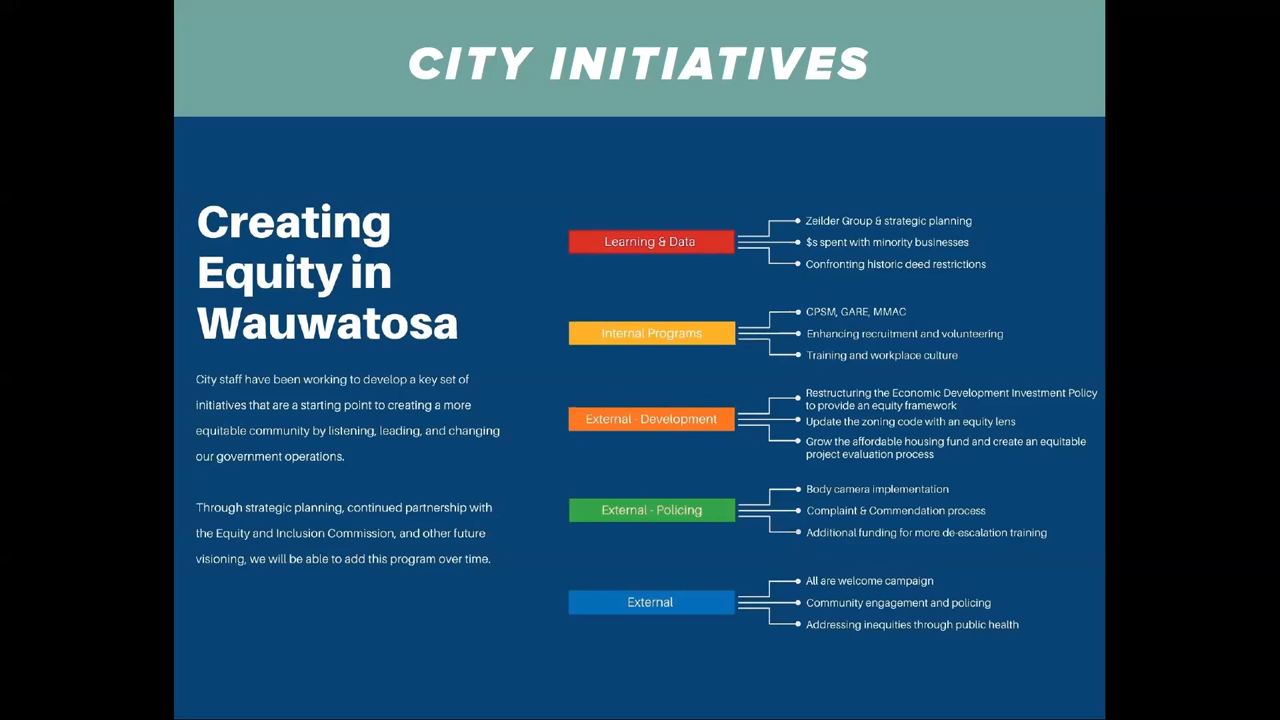 CITY INITIATIVES
Creating
Equity in
Wauwatosa
City staff have been working to develop a key set of
initiatives that are a starting point to creating a more
equitable community by listening, leading, and changing
our government operations.
Through strategic planning, continued partnership with
the Equity and Inclusion Commission, and other future
visioning, we will be able to add this program over time.
Learning & Data
Zeilder Group & strategic planning
$s spent with minority businesses
Confronting historic deed restrictions
Internal Programs
CPSM, GARE, MMAC
Enhancing recruitment and volunteering
Training and workplace culture
External - Development
Restructuring the Economic Development Investment Policy
to provide an equity framework
Update the zoning code with an equity lens
Grow the affordable housing fund and create an equitable
project evaluation process
External - Policing
Body camera implementation
Complaint & Commendation process
Additional funding for more de-escalation training
External
All are welcome campaign
Community engagement and policing
Addressing inequities through public health